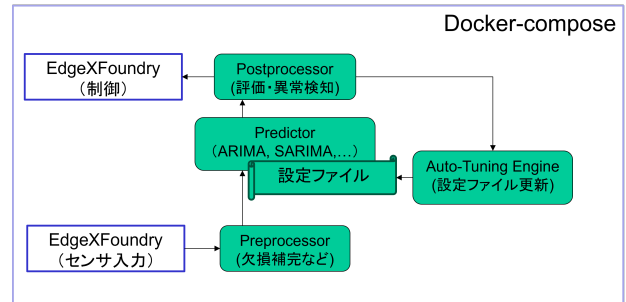 Docker-compose
EdgeXFoundry
（制御）
Postprocessor
(評価・異常検知)
Predictor
（ARIMA, SARIMA,…）
設定ファイル
Auto-Tuning Engine
(設定ファイル更新)
EdgeXFoundry
（センサ入力）
Preprocessor
(欠損補完など)